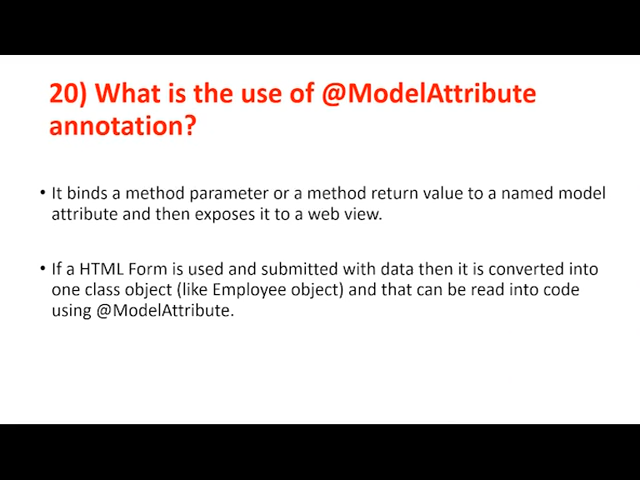 20) What is the use of @ModelAttribute
annotation?
• It binds a method parameter or a method return value to a named model
attribute and then exposes it to a web view.
• If a HTML Form is used and submitted with data then it is converted into
one class object (like Employee object) and that can be read into code
using @ModelAttribute.